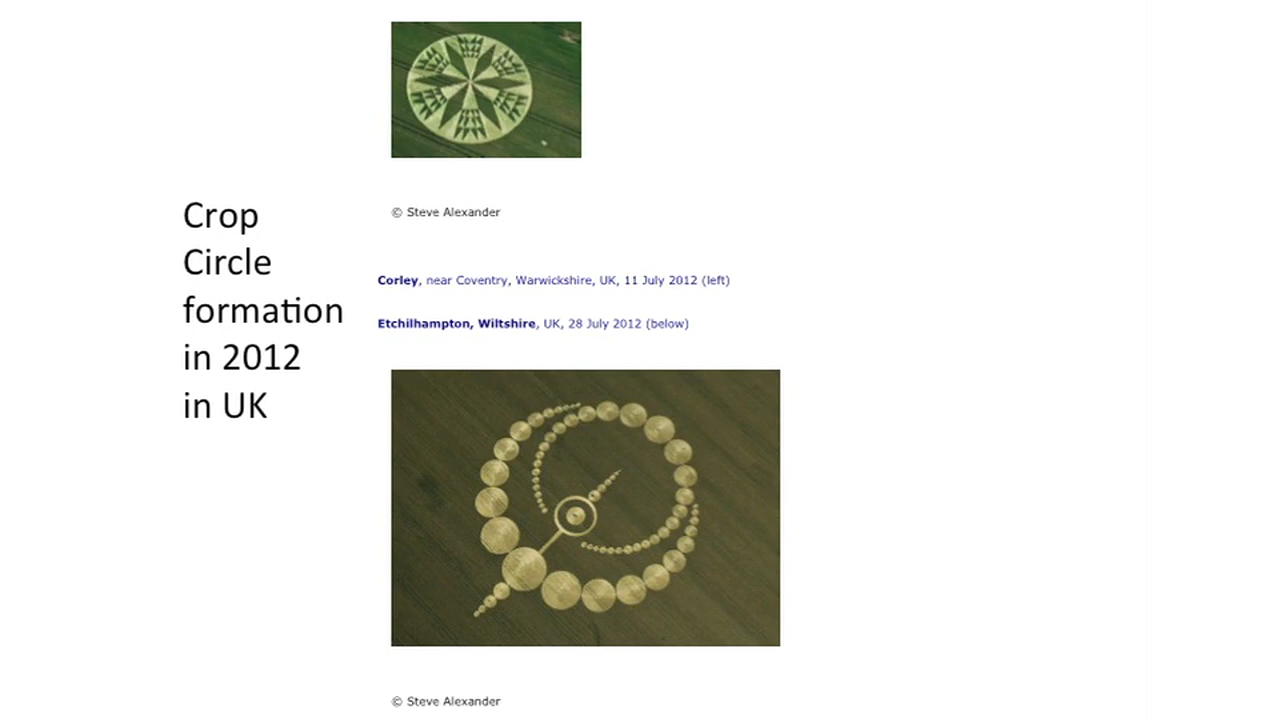 Crop
Circle
formation
in 2012
in UK
© Steve Alexander
Corley, near Coventry, Warwickshire, UK, 11 July 2012 (left)
Etchilhampton, Wiltshire, UK, 28 July 2012 (below)
© Steve Alexander